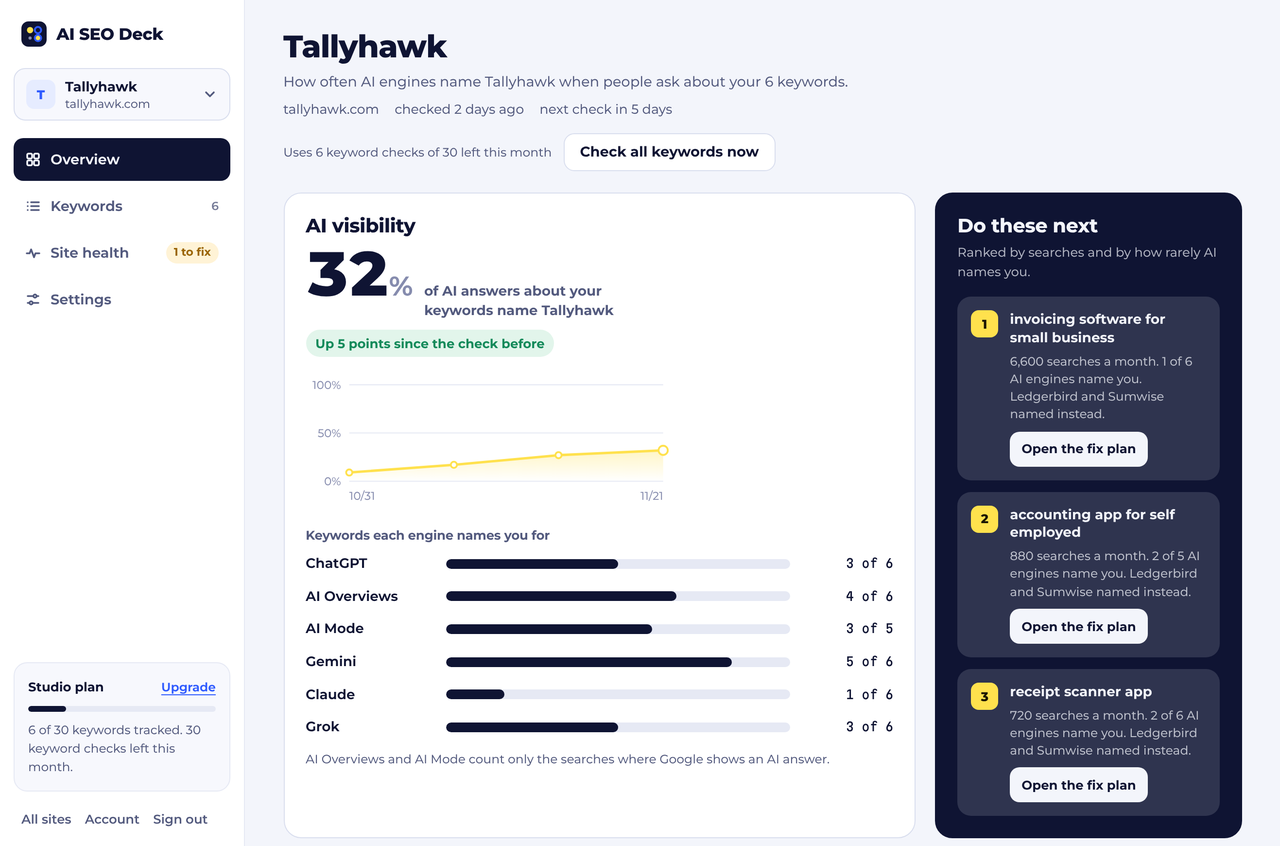 AI SEO Deck
T
Tallyhawk
tallyhawk.com
Overview
Keywords 6
Site health 1 to fix
Settings
Studio plan Upgrade
6 of 30 keywords tracked. 30
keyword checks left this
month.
All sites Account Sign out
Tallyhawk
How often AI engines name Tallyhawk when people ask about your 6 keywords.
tallyhawk.com checked 2 days ago next check in 5 days
Uses 6 keyword checks of 30 left this month Check all keywords now
AI visibility
32% of AI answers about your
keywords name Tallyhawk
Up 5 points since the check before
100%
50%
0%
10/31 11/21
Keywords each engine names you for
ChatGPT 3 of 6
AI Overviews 4 of 6
AI Mode 3 of 5
Gemini 5 of 6
Claude 1 of 6
Grok 3 of 6
AI Overviews and AI Mode count only the searches where Google shows an AI answer.
Do these next
Ranked by searches and by how rarely AI
names you.
1 invoicing software for
small business
6,600 searches a month. 1 of 6
AI engines name you.
Ledgerbird and Sumwise
named instead.
Open the fix plan
2 accounting app for self
employed
880 searches a month. 2 of 5 AI
engines name you. Ledgerbird
and Sumwise named instead.
Open the fix plan
3 receipt scanner app
720 searches a month. 2 of 6 AI
engines name you. Ledgerbird
and Sumwise named instead.
Open the fix plan